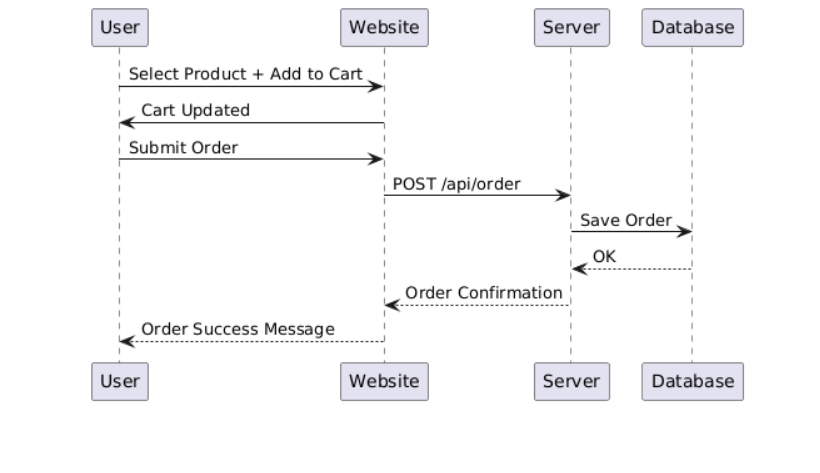 User Website Server Database
Select Product + Add to Cart
Cart Updated
Submit Order
POST /api/order
Save Order
OK
Order Confirmation
Order Success Message
User Website Server Database